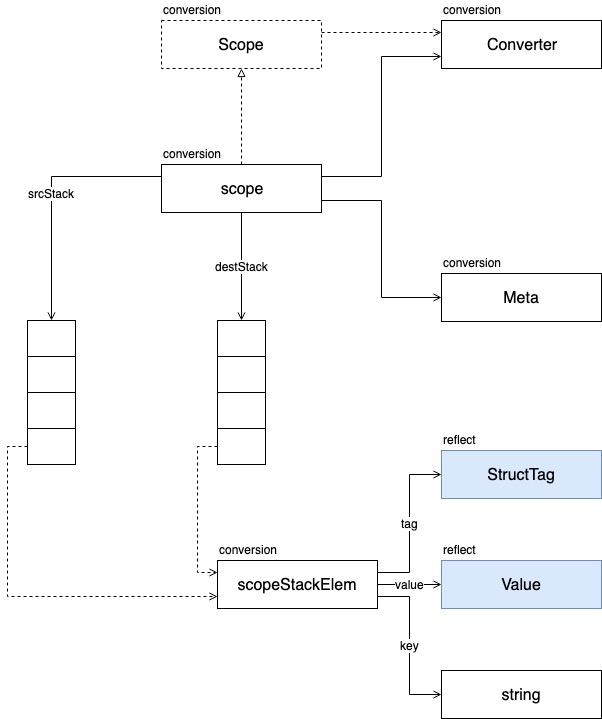 conversion
Scope
conversion
Converter
conversion
scope
srcStack
destStack
conversion
Meta
reflect
StructTag
tag
conversion
scopeStackElem
value
reflect
Value
key
string